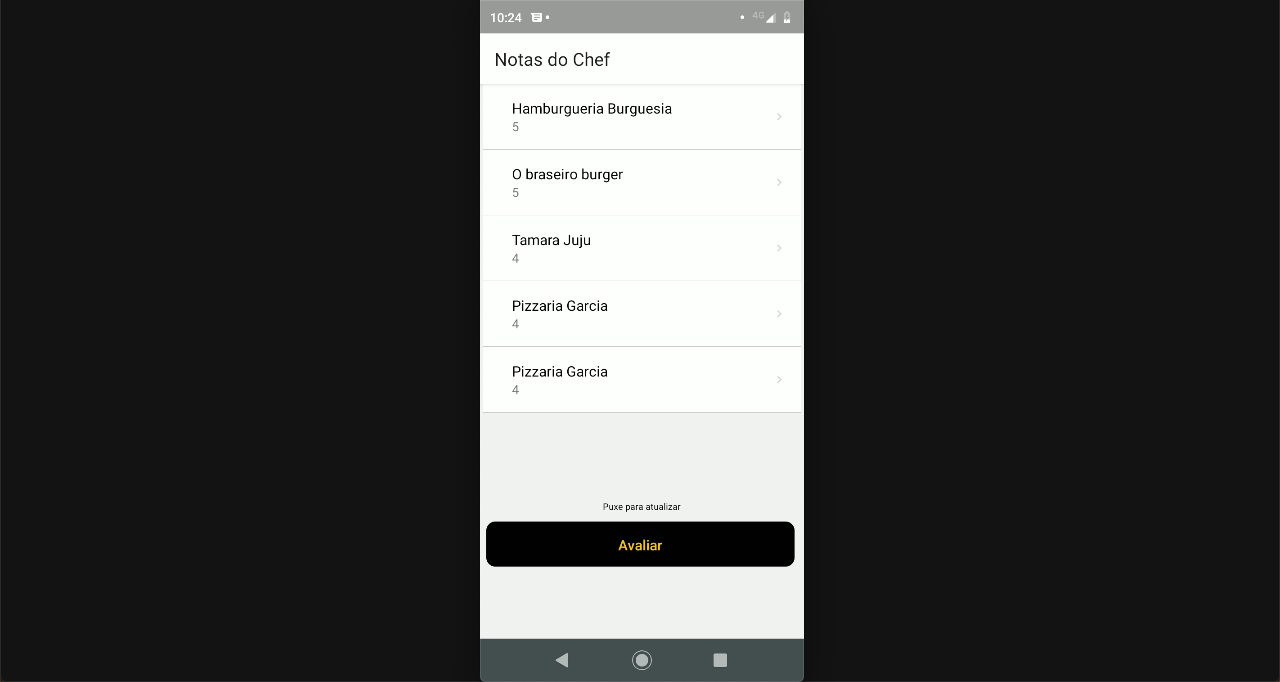 10:24
4G
Notas do Chef
Hamburgueria Burguesia
5
O braseiro burger
5
Tamara Juju
4
Pizzaria Garcia
4
Pizzaria Garcia
4
Puxe para atualizar
Avaliar